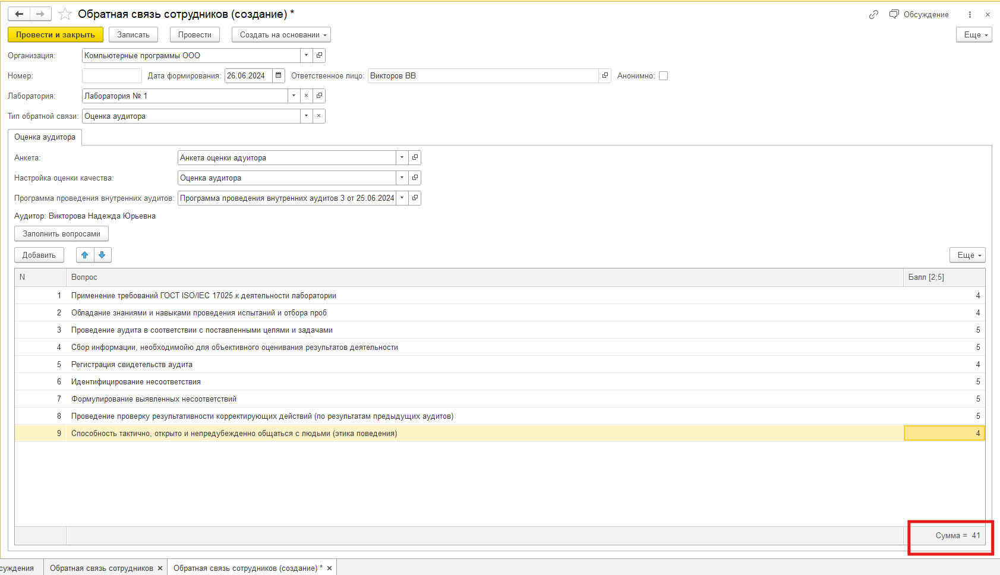 Обратная связь сотрудников (создание) *
Обсуждение
Провести и закрыть Записать Провести Создать на основании Еще
Организация: Компьютерные программы ООО
Номер: Дата формирования: 26.06.2024 Ответственное лицо: Викторов ВВ Анонимно:
Лаборатория: Лаборатория № 1
Тип обратной связи: Оценка аудитора
Оценка аудитора
Анкета: Анкета оценки адуитора
Настройка оценки качества: Оценка аудитора
Программа проведения внутренних аудитов: Программа проведения внутренних аудитов 3 от 25.06.2024
Аудитор: Викторова Надежда Юрьевна
Заполнить вопросами
Добавить Еще
N Вопрос Балл [2;5]
1 Применение требований ГОСТ ISO/IEC 17025 к деятельности лаборатории 4
2 Обладание знаниями и навыками проведения испытаний и отбора проб 4
3 Проведение аудита в соответствии с поставленными целями и задачами 5
4 Сбор информации, необходимойю для объективного оценивания результатов деятельности 5
5 Регистрация свидетельств аудита 4
6 Идентифицирование несоответствия 5
7 Формулирование выявленных несоответствий 5
8 Проведение проверку результативности корректирующих действий (по результатам предыдущих аудитов) 5
9 Способность тактично, открыто и непредубежденно общаться с людьми (этика поведения) 4
Сумма = 41
суждения Обратная связь сотрудников × Обратная связь сотрудников (создание) * ×